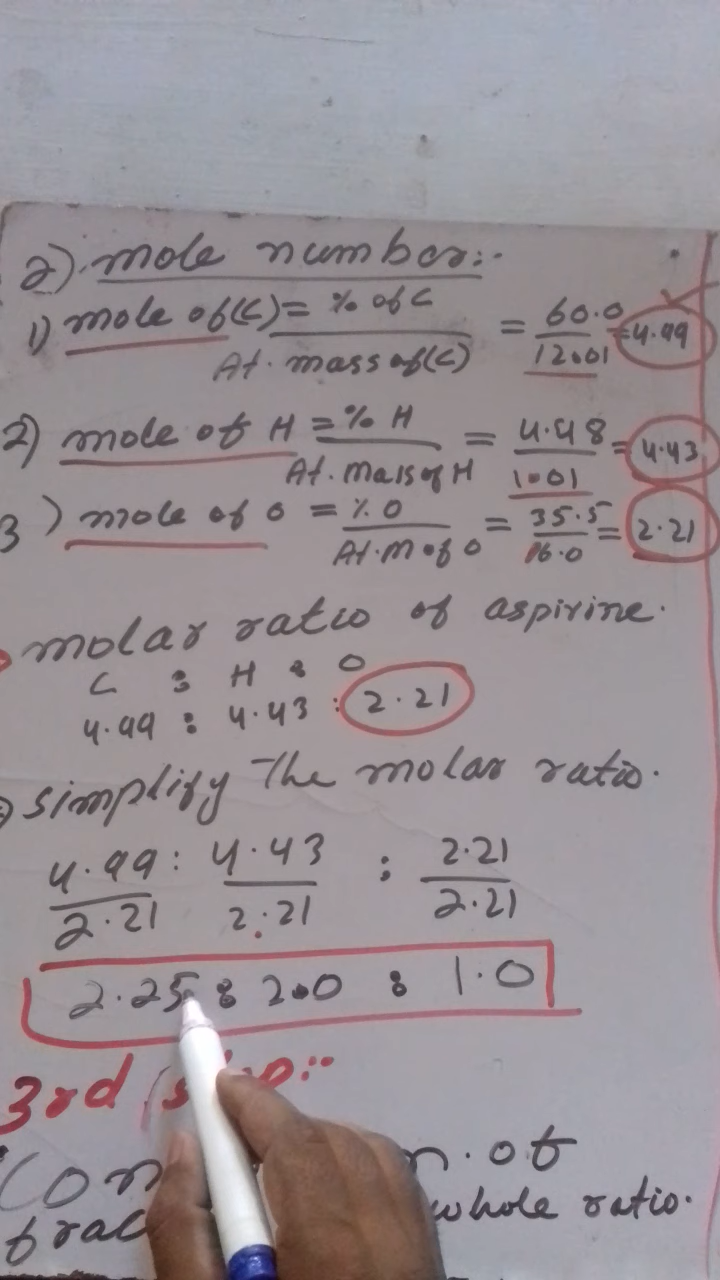 2) mole number:-
1) mole of(C) = % of C / At. mass of(C) = 60.0 / 12.01 = 4.99
2) mole of H = % H / At. Mass of H = 4.48 / 1.01 = 4.43
3) mole of O = % O / At. M of O = 35.5 / 16.0 = 2.21
molar ratio of aspirine.
C : H : O
4.99 : 4.43 : 2.21
simplify The molar ratio.
4.99 / 2.21 : 4.43 / 2.21 : 2.21 / 2.21
2.25 : 2.0 : 1.0
3rd
of
whole ratio.